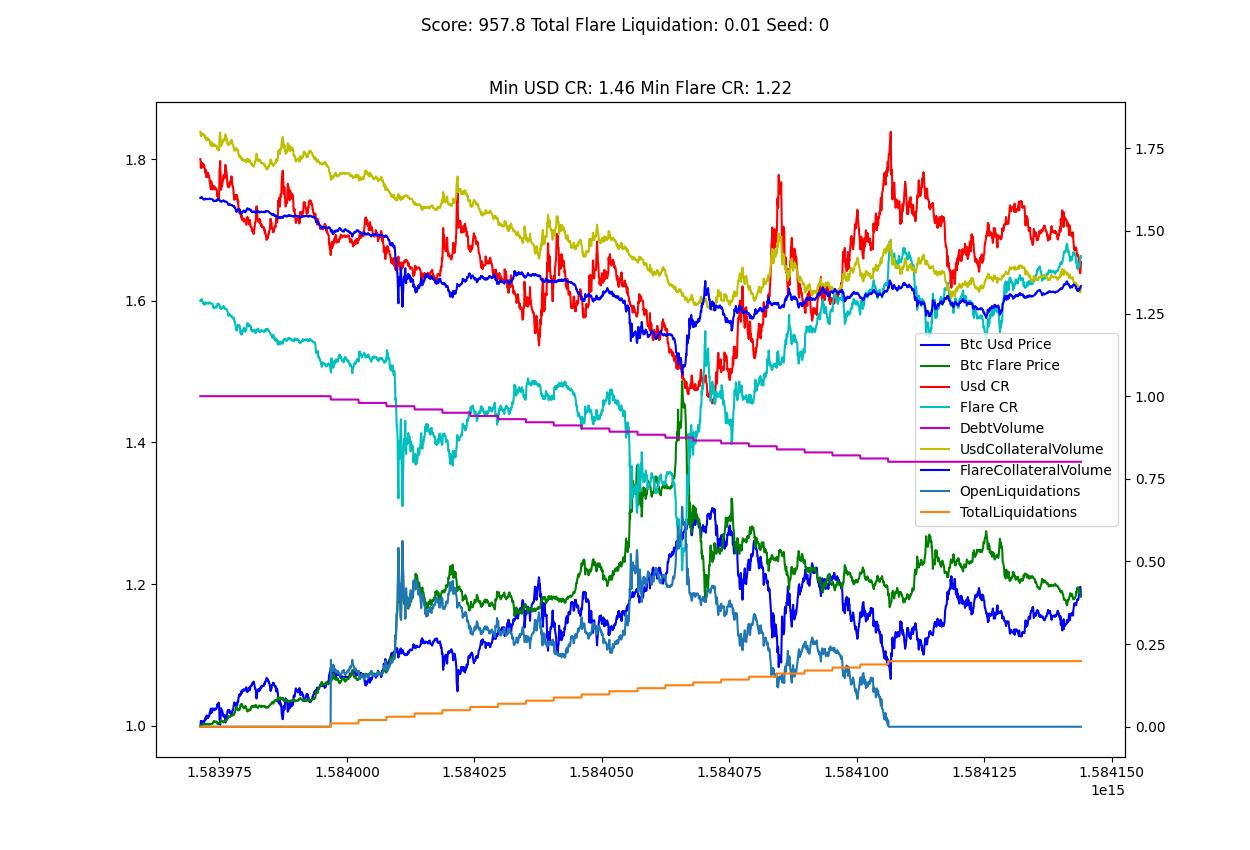 Score: 957.8 Total Flare Liquidation: 0.01 Seed: 0
Min USD CR: 1.46 Min Flare CR: 1.22
1.8
1.6
1.4
1.2
1.0
1.75
1.50
1.25
1.00
0.75
0.50
0.25
0.00
Btc Usd Price
Btc Flare Price
Usd CR
Flare CR
DebtVolume
UsdCollateralVolume
FlareCollateralVolume
OpenLiquidations
TotalLiquidations
1.583975 1.584000 1.584025 1.584050 1.584075 1.584100 1.584125 1.584150
1e15